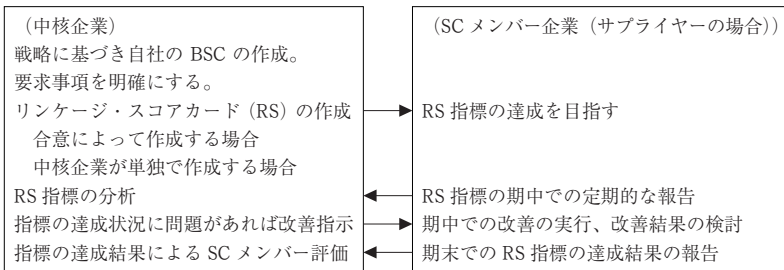 （中核企業）
戦略に基づき自社の BSC の作成。
要求事項を明確にする。
リンケージ・スコアカード（RS）の作成
合意によって作成する場合
中核企業が単独で作成する場合
RS 指標の分析
指標の達成状況に問題があれば改善指示
指標の達成結果による SC メンバー評価
（SC メンバー企業（サプライヤーの場合））
RS 指標の達成を目指す
RS 指標の期中での定期的な報告
期中での改善の実行、改善結果の検討
期末での RS 指標の達成結果の報告